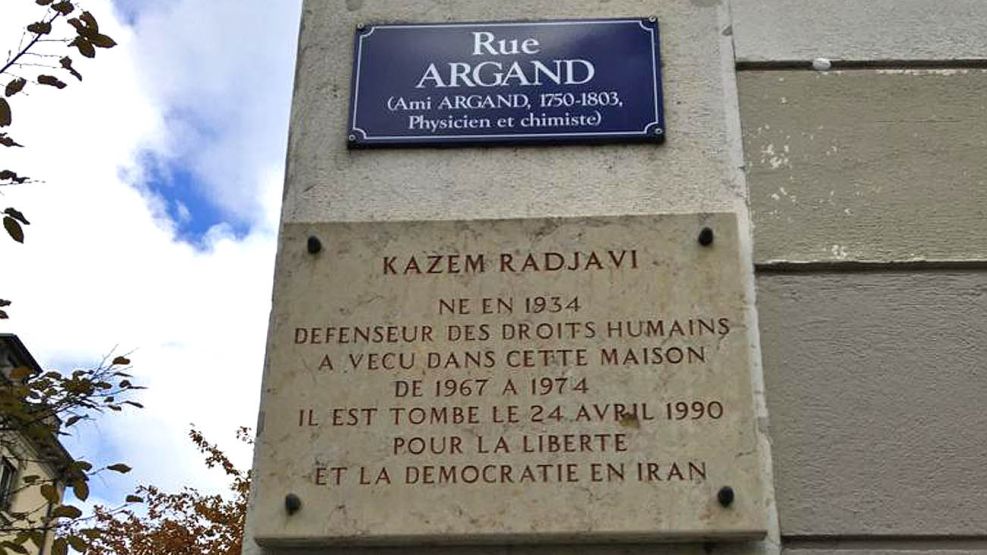 Rue
ARGAND
(Ami ARGAND, 1750-1803,
Physicien et chimiste)
KAZEM RADJAVI
NE EN 1934
DEFENSEUR DES DROITS HUMAINS
A VECU DANS CETTE MAISON
DE 1967 A 1974
IL EST TOMBE LE 24 AVRIL 1990
POUR LA LIBERTE
ET LA DEMOCRATIE EN IRAN